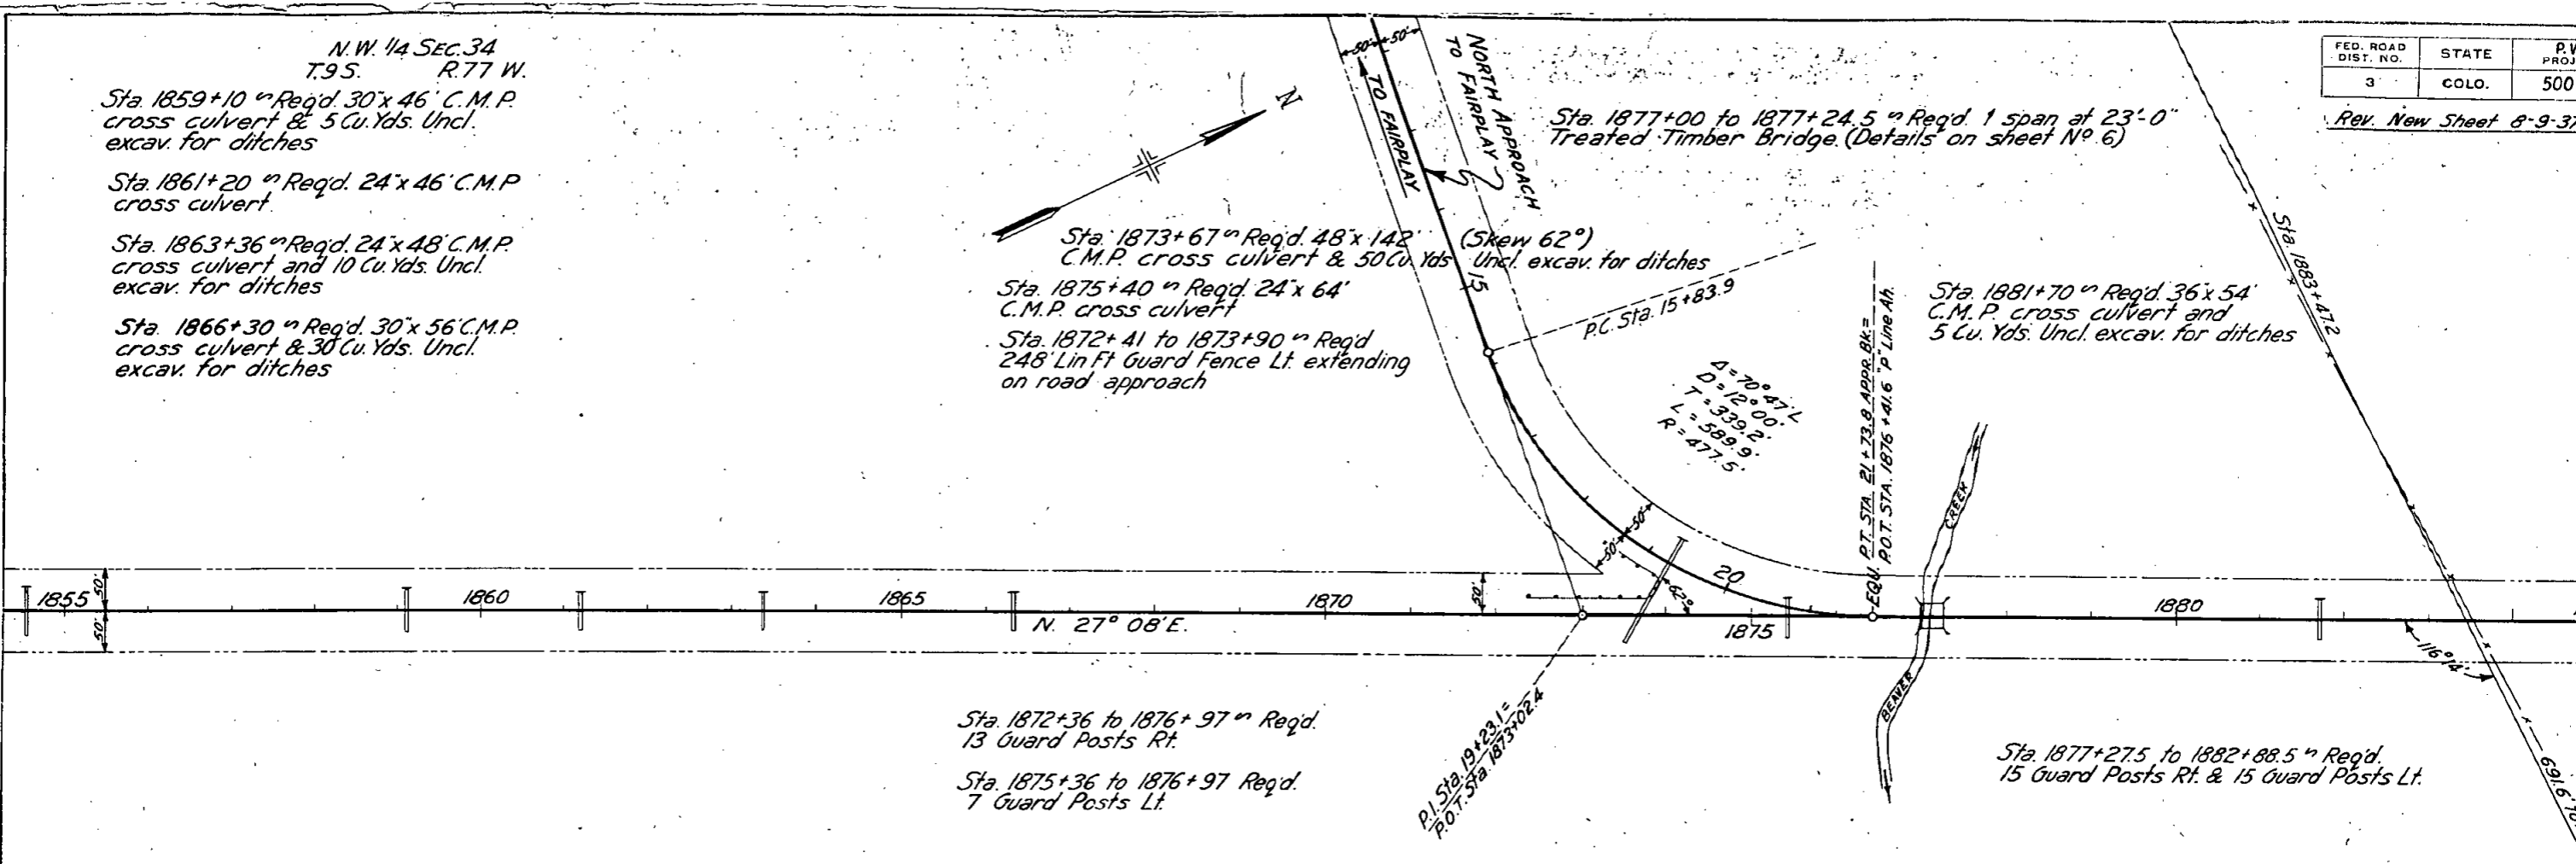 N.W. 1/4 SEC. 34
T.9 S. R.77 W.
Sta. 1859+10 ~ Req'd. 30"x 46' C.M.P.
cross culvert & 5 Cu. Yds. Uncl.
excav. for ditches
Sta. 1861+20 ~ Req'd. 24"x 46' C.M.P
cross culvert.
Sta. 1863+36 ~ Req'd. 24"x 48' C.M.P.
cross culvert and 10 Cu. Yds. Uncl.
excav. for ditches
Sta. 1866+30 ~ Req'd. 30"x 56' C.M.P.
cross culvert & 30 Cu. Yds. Uncl.
excav. for ditches
N
50' 50'
TO FAIRPLAY
NORTH APPROACH
TO FAIRPLAY
Sta. 1873+67 ~ Req'd. 48"x 142' (Skew 62°)
C.M.P. cross culvert & 50 Cu. Yds. Uncl. excav. for ditches
Sta. 1875+40 ~ Req'd. 24"x 64'
C.M.P. cross culvert
Sta. 1872+41 to 1873+90 ~ Req'd
248' Lin Ft Guard Fence Lt. extending
on road approach
Sta. 1877+00 to 1877+24.5 ~ Req'd. 1 span at 23'-0"
Treated Timber Bridge. (Details on sheet No. 6)
FED. ROAD
DIST. NO.
STATE
P.W
PROJ
3
COLO.
500
Rev. New Sheet 8-9-37
15
P.C. Sta. 15+83.9
Δ = 70° 47' L
D = 12° 00'
T = 339.2'
L = 589.9'
R = 477.5'
EQU. P.T. STA. 21+73.8 APPR. BK. =
P.O.T. STA. 1876+41.6 "P" Line Ah.
Sta. 1881+70 ~ Req'd. 36"x 54'
C.M.P. cross culvert and
5 Cu. Yds. Uncl. excav. for ditches
Sta. 1883+47.2
BEAVER
CREEK
50'
50'
50'
50'
50'
20
62°
1855
1860
1865
1870
1875
1880
N. 27° 08' E.
116° 14'
P.I. Sta. 19+23.1 =
P.O.T. Sta. 1873+02.4
Sta. 1872+36 to 1876+97 ~ Req'd.
13 Guard Posts Rt.
Sta. 1875+36 to 1876+97 Req'd.
7 Guard Posts Lt.
Sta. 1877+27.5 to 1882+88.5 ~ Req'd.
15 Guard Posts Rt. & 15 Guard Posts Lt.
691.6' TO